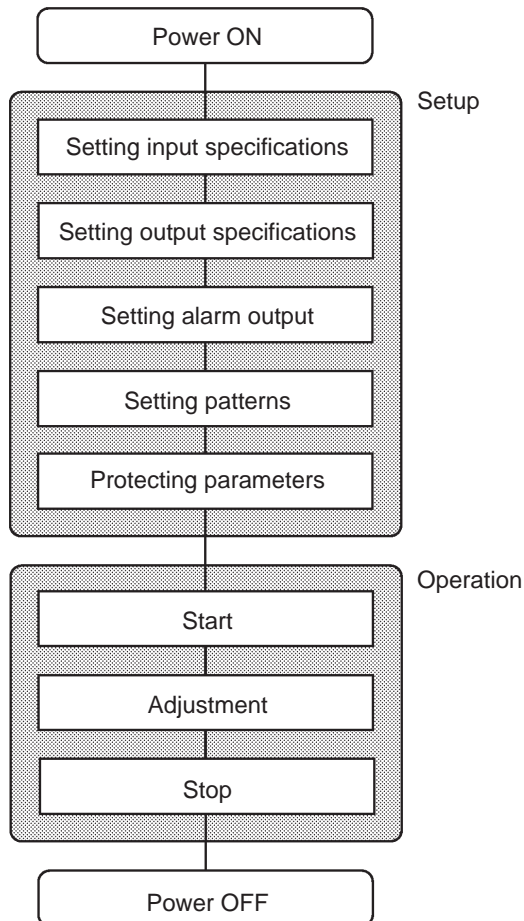 Power ON
Setup
Setting input specifications
Setting output specifications
Setting alarm output
Setting patterns
Protecting parameters
Operation
Start
Adjustment
Stop
Power OFF